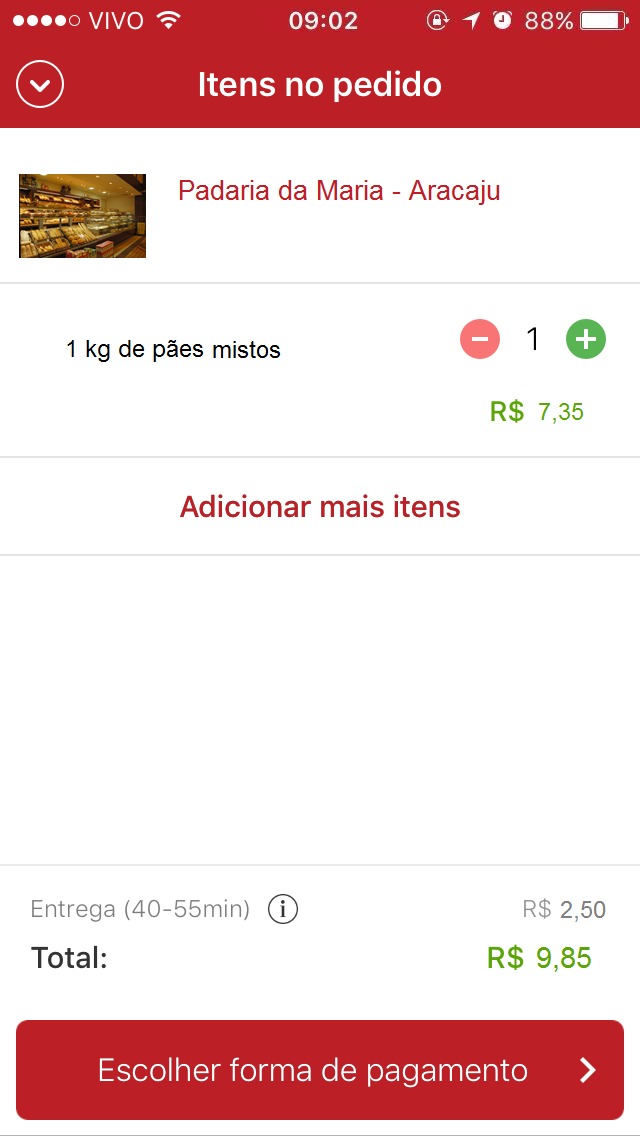 VIVO 09:02 88%
Itens no pedido
Padaria da Maria - Aracaju
1 kg de pães mistos
1
R$ 7,35
Adicionar mais itens
Entrega (40-55min) i R$ 2,50
Total: R$ 9,85
Escolher forma de pagamento